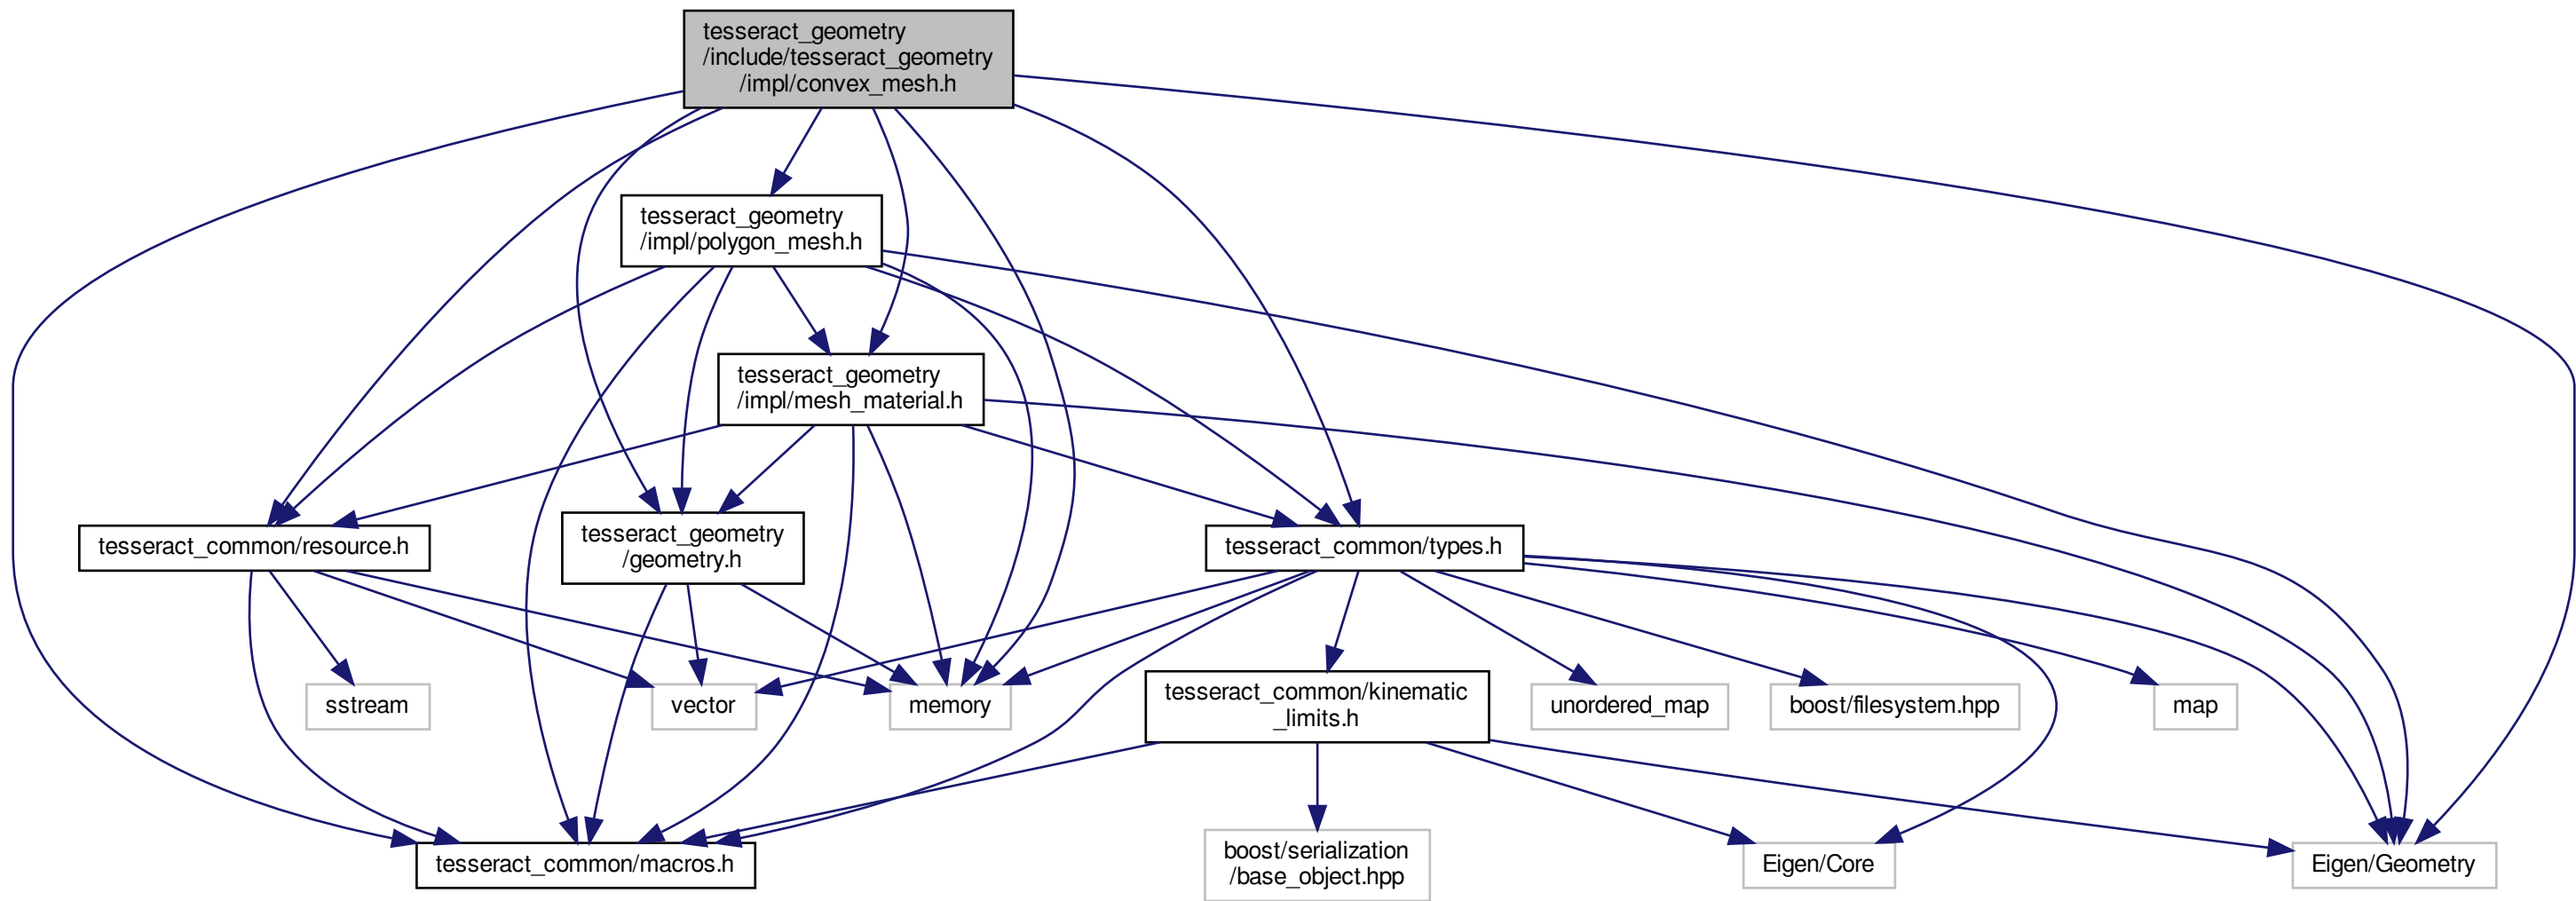 tesseract_geometry
/include/tesseract_geometry
/impl/convex_mesh.h
tesseract_geometry
/impl/polygon_mesh.h
tesseract_geometry
/impl/mesh_material.h
tesseract_common/resource.h
tesseract_geometry
/geometry.h
tesseract_common/types.h
sstream
vector
memory
tesseract_common/kinematic
_limits.h
unordered_map
boost/filesystem.hpp
map
tesseract_common/macros.h
boost/serialization
/base_object.hpp
Eigen/Core
Eigen/Geometry